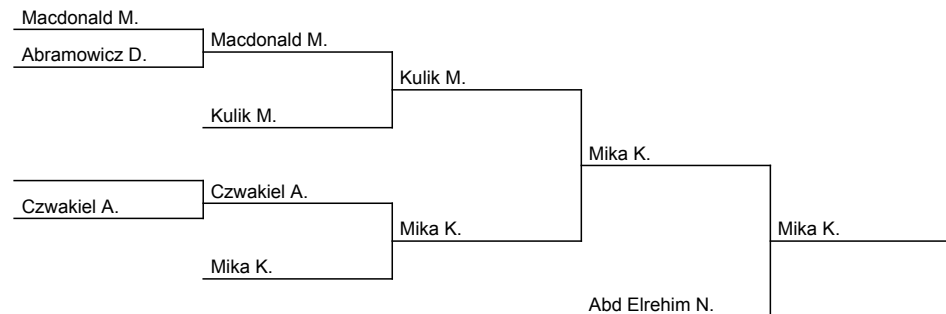 Macdonald M.
Abramowicz D.
Macdonald M.
Kulik M.
Kulik M.
Czwakiel A.
Czwakiel A.
Mika K.
Mika K.
Mika K.
Abd Elrehim N.
Mika K.